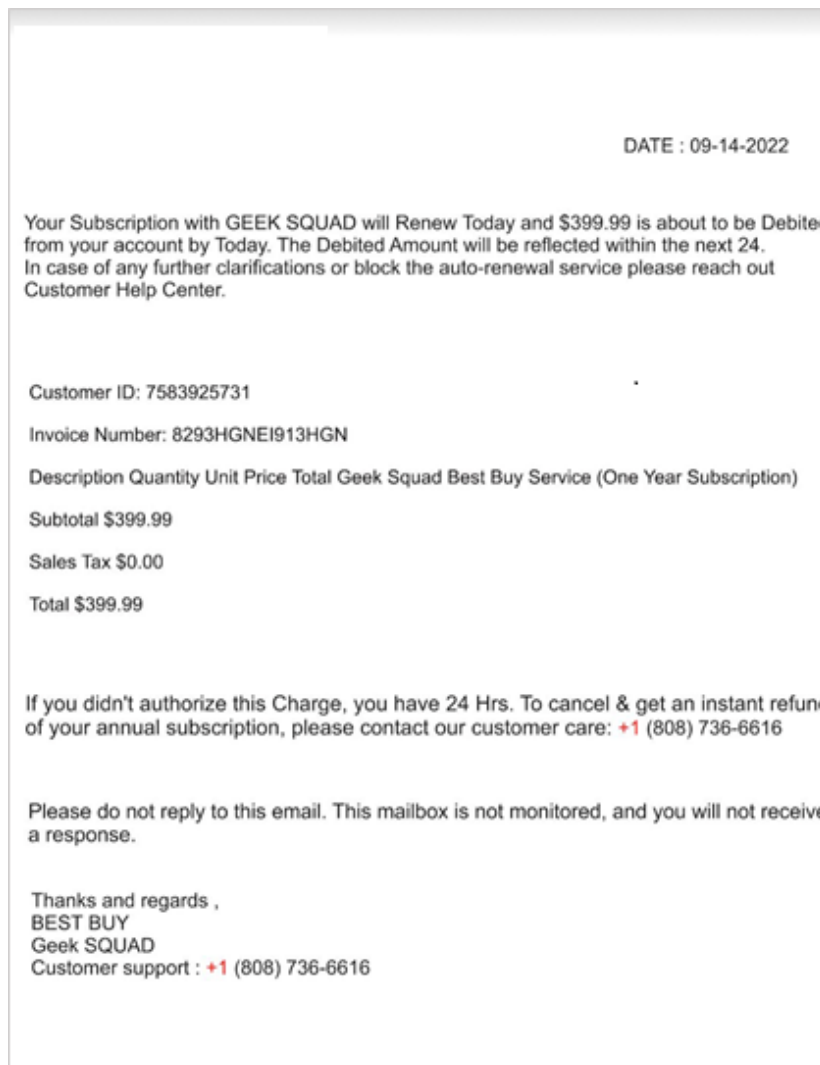 DATE : 09-14-2022
Your Subscription with GEEK SQUAD will Renew Today and $399.99 is about to be Debited
from your account by Today. The Debited Amount will be reflected within the next 24.
In case of any further clarifications or block the auto-renewal service please reach out
Customer Help Center.
Customer ID: 7583925731
Invoice Number: 8293HGNEI913HGN
Description Quantity Unit Price Total Geek Squad Best Buy Service (One Year Subscription)
Subtotal $399.99
Sales Tax $0.00
Total $399.99
If you didn't authorize this Charge, you have 24 Hrs. To cancel & get an instant refund
of your annual subscription, please contact our customer care: +1 (808) 736-6616
Please do not reply to this email. This mailbox is not monitored, and you will not receive
a response.
Thanks and regards ,
BEST BUY
Geek SQUAD
Customer support : +1 (808) 736-6616